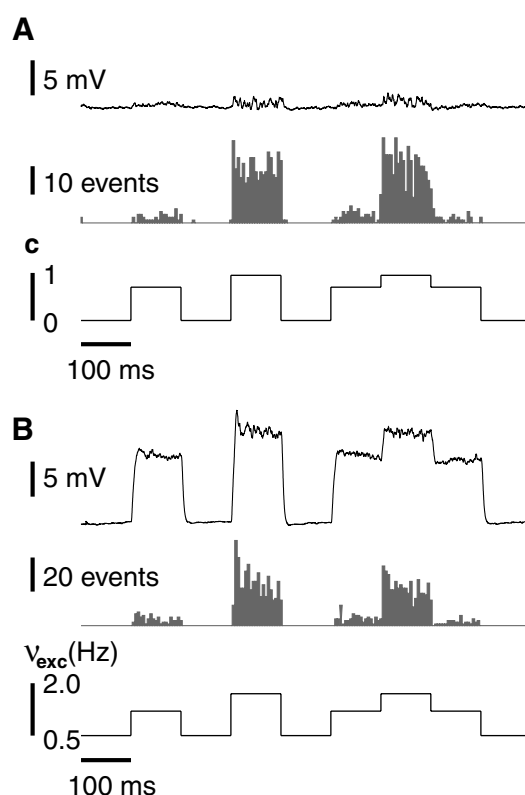 A
5 mV
10 events
c
1
0
100 ms
B
5 mV
20 events
νexc(Hz)
2.0
0.5
100 ms